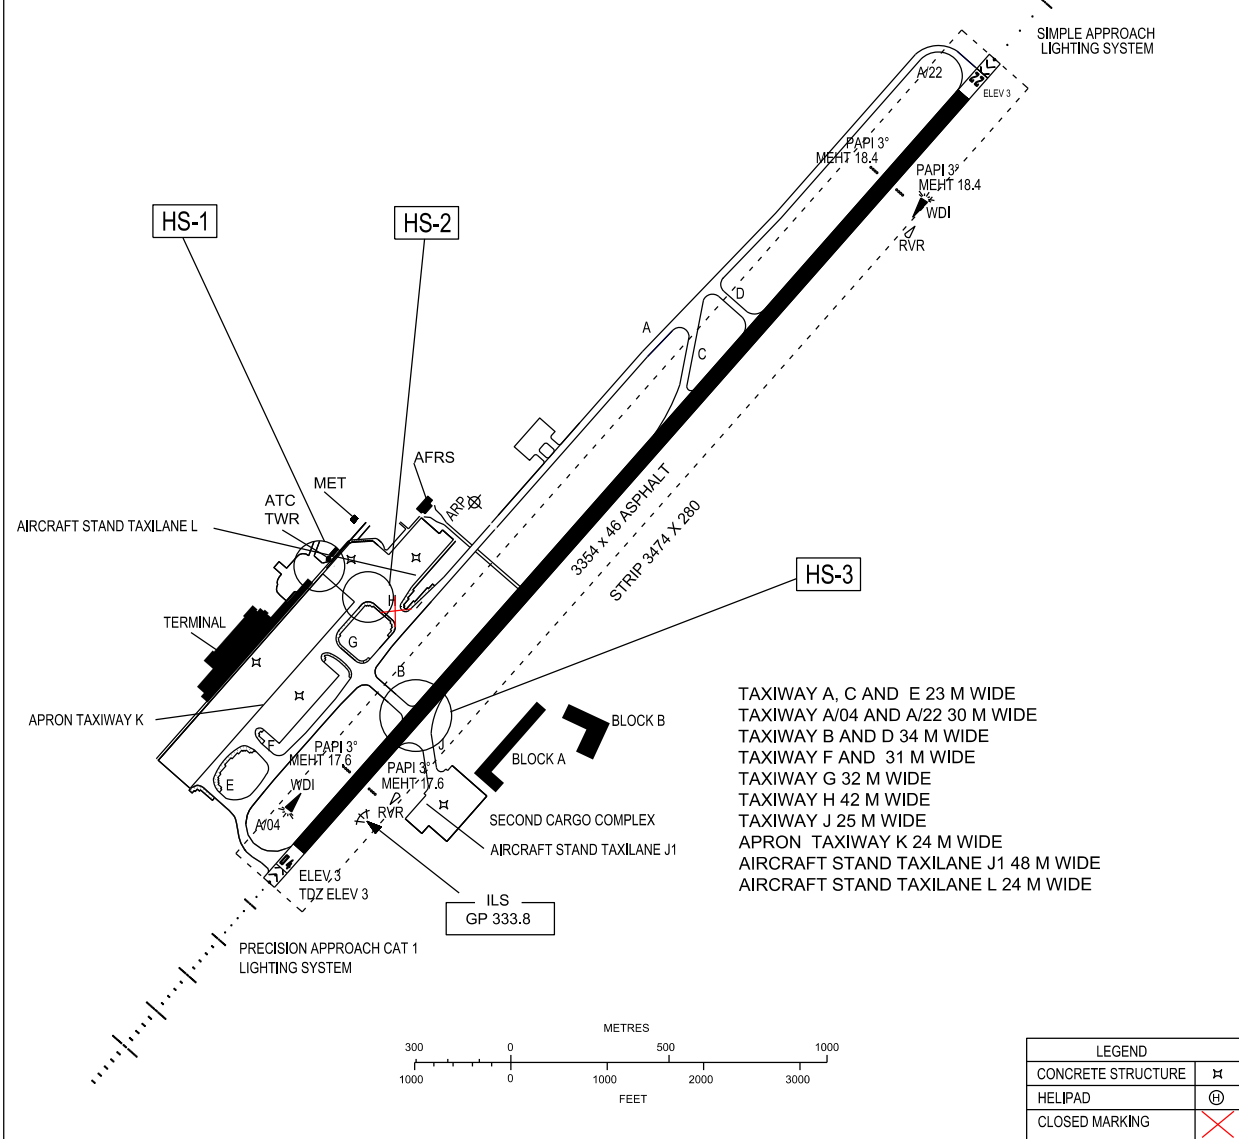 SIMPLE APPROACH
LIGHTING SYSTEM
A/22
22
ELEV 3
PAPI 3°
MEHT 18.4
PAPI 3°
MEHT 18.4
WDI
RVR
HS-1
HS-2
D
A
C
AFRS
ARP
MET
ATC
TWR
AIRCRAFT STAND TAXILANE L
3354 x 46 ASPHALT
STRIP 3474 X 280
HS-3
H
TERMINAL
G
B
APRON TAXIWAY K
F
E
J
PAPI 3°
MEHT 17.6
WDI
PAPI 3°
MEHT 17.6
RVR
A/04
04
BLOCK B
BLOCK A
SECOND CARGO COMPLEX
AIRCRAFT STAND TAXILANE J1
ELEV 3
TDZ ELEV 3
ILS
GP 333.8
PRECISION APPROACH CAT 1
LIGHTING SYSTEM
TAXIWAY A, C AND E 23 M WIDE
TAXIWAY A/04 AND A/22 30 M WIDE
TAXIWAY B AND D 34 M WIDE
TAXIWAY F AND 31 M WIDE
TAXIWAY G 32 M WIDE
TAXIWAY H 42 M WIDE
TAXIWAY J 25 M WIDE
APRON TAXIWAY K 24 M WIDE
AIRCRAFT STAND TAXILANE J1 48 M WIDE
AIRCRAFT STAND TAXILANE L 24 M WIDE
METRES
300 0 500 1000
1000 0 1000 2000 3000
FEET
LEGEND
CONCRETE STRUCTURE
HELIPAD H
CLOSED MARKING